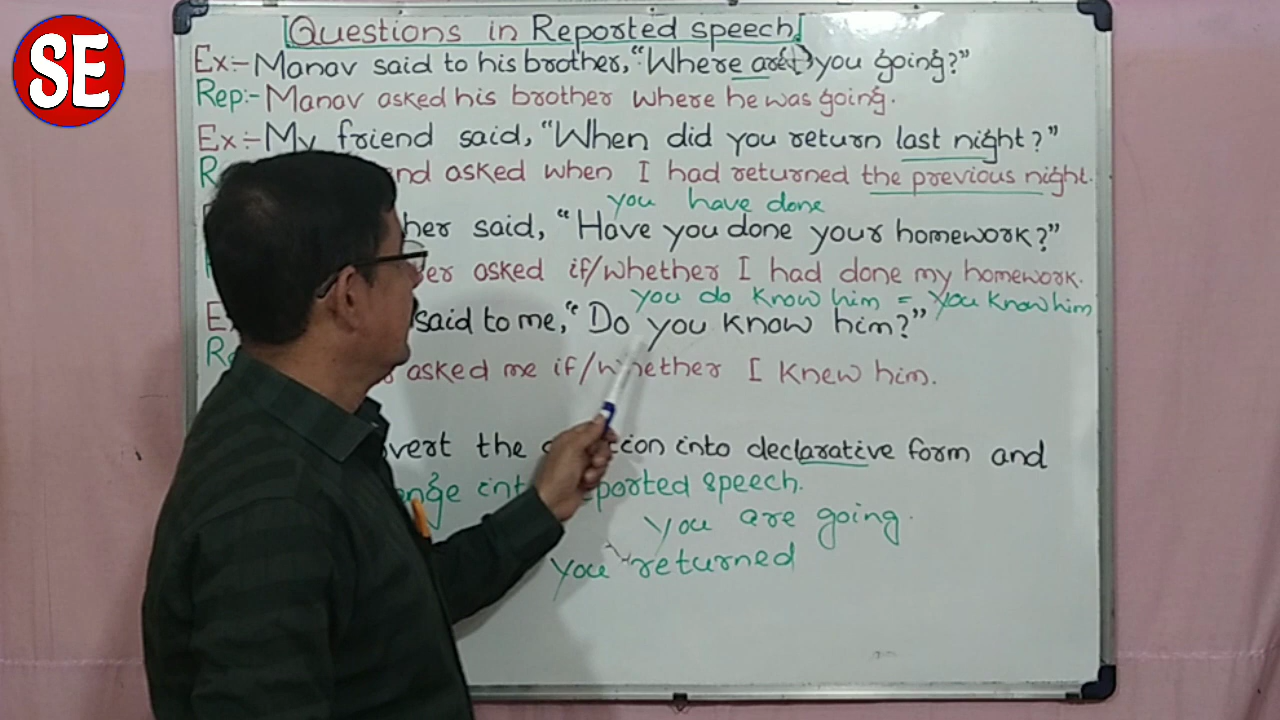 SE
Questions in Reported speech
Ex:- Manav said to his brother, "Where are you going?"
Rep:- Manav asked his brother where he was going.
Ex:- My friend said, "When did you return last night?"
asked when I had returned the previous night.
you have done
said, "Have you done your homework?"
asked if/whether I had done my homework.
you do know him = you know him
said to me, "Do you know him?"
asked me if/whether I knew him.
the into declarative form and
reported speech.
you are going.
you returned